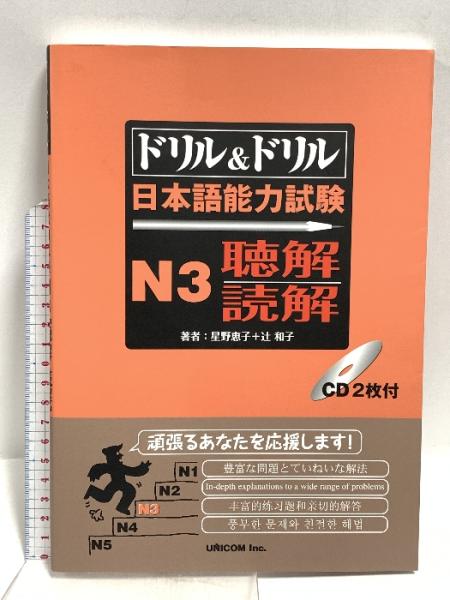 ドリル&ドリル
日本語能力試験
N3 聴解
読解
著者:星野恵子+辻 和子
CD2枚付
頑張るあなたを応援します!
N1
N2
N3
N4
N5
豊富な問題とていねいな解法
In-depth explanations to a wide range of problems
丰富的练习题和亲切的解答
풍부한 문제와 친절한 해법
UNICOM Inc.